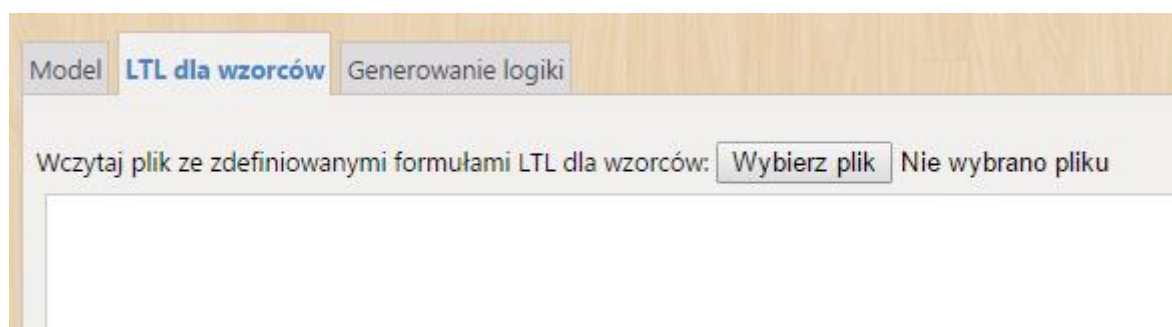 Model LTL dla wzorców Generowanie logiki
Wczytaj plik ze zdefiniowanymi formułami LTL dla wzorców: Wybierz plik Nie wybrano pliku